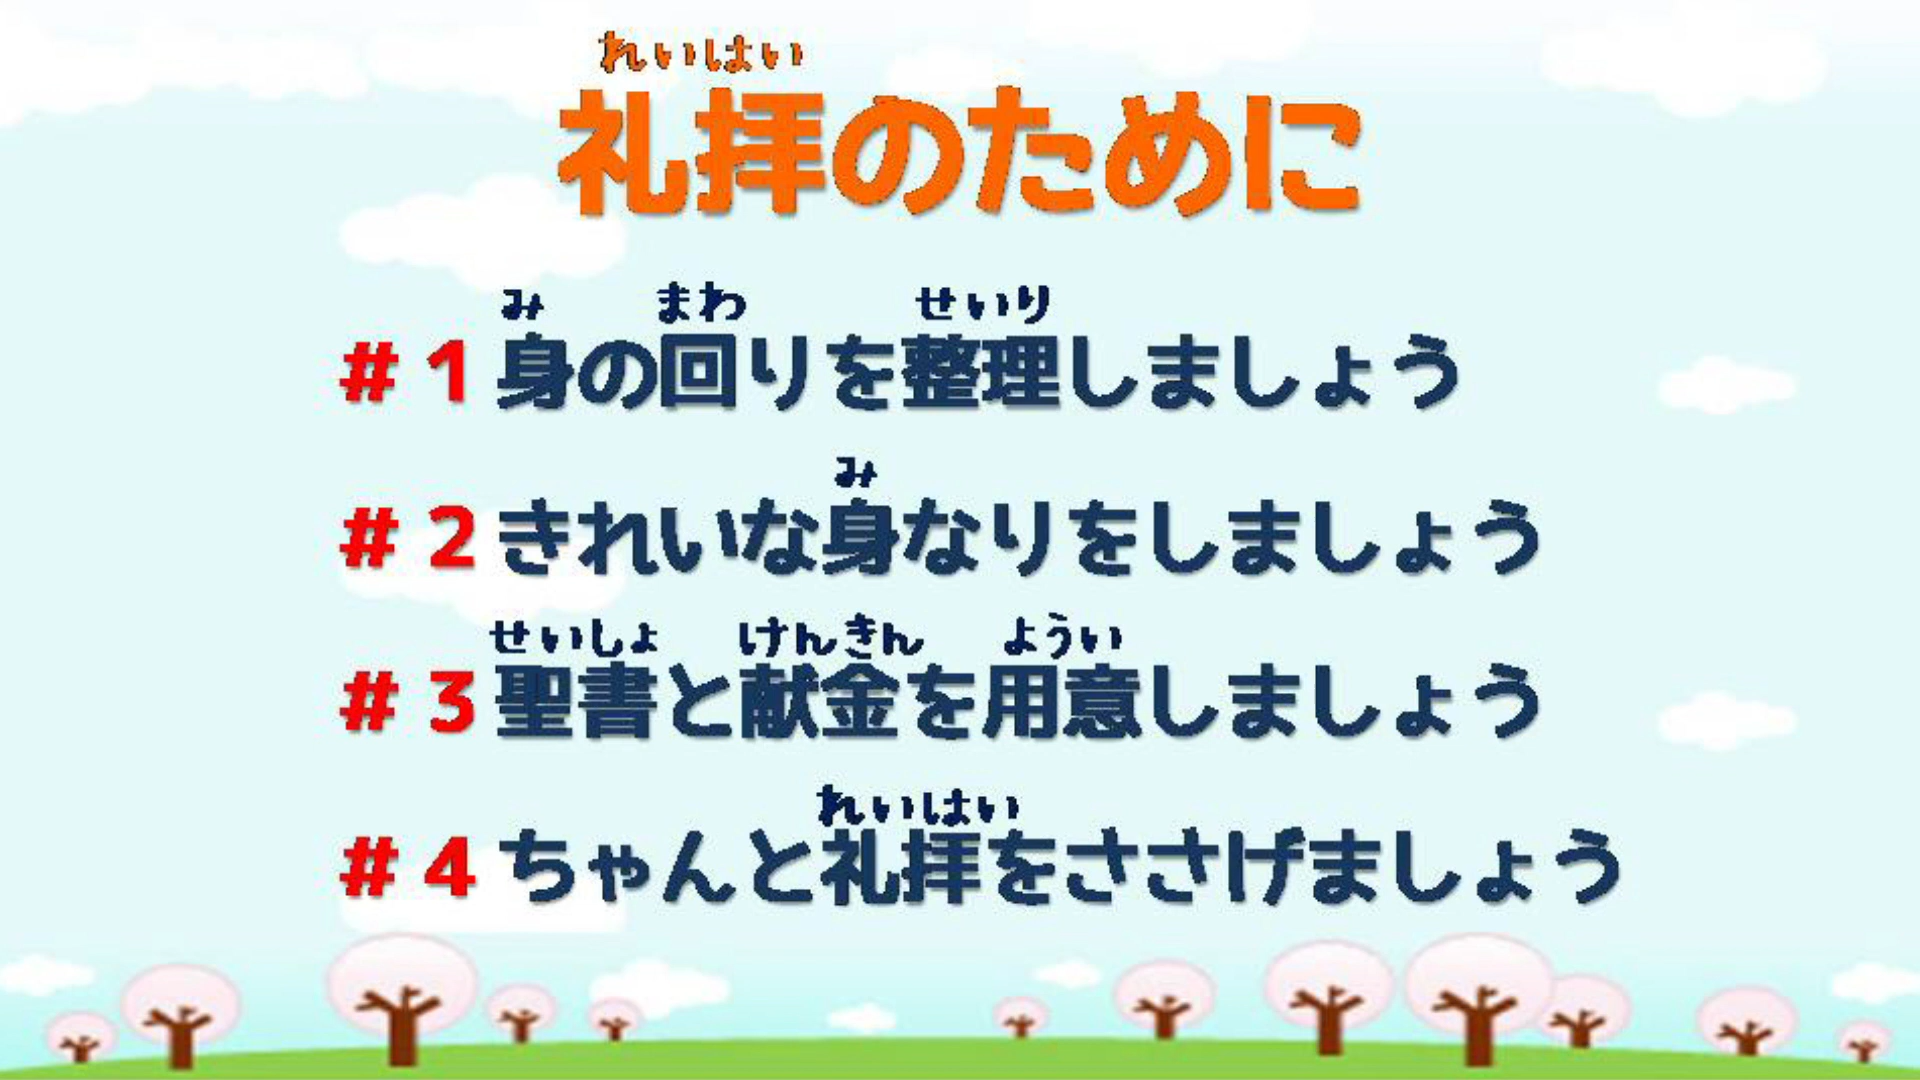 れいはい
礼拝のために
み まわ せいり
#1 身の回りを整理しましょう
み
#2 きれいな身なりをしましょう
せいしょ けんきん ようい
#3 聖書と献金を用意しましょう
れいはい
#4 ちゃんと礼拝をささげましょう